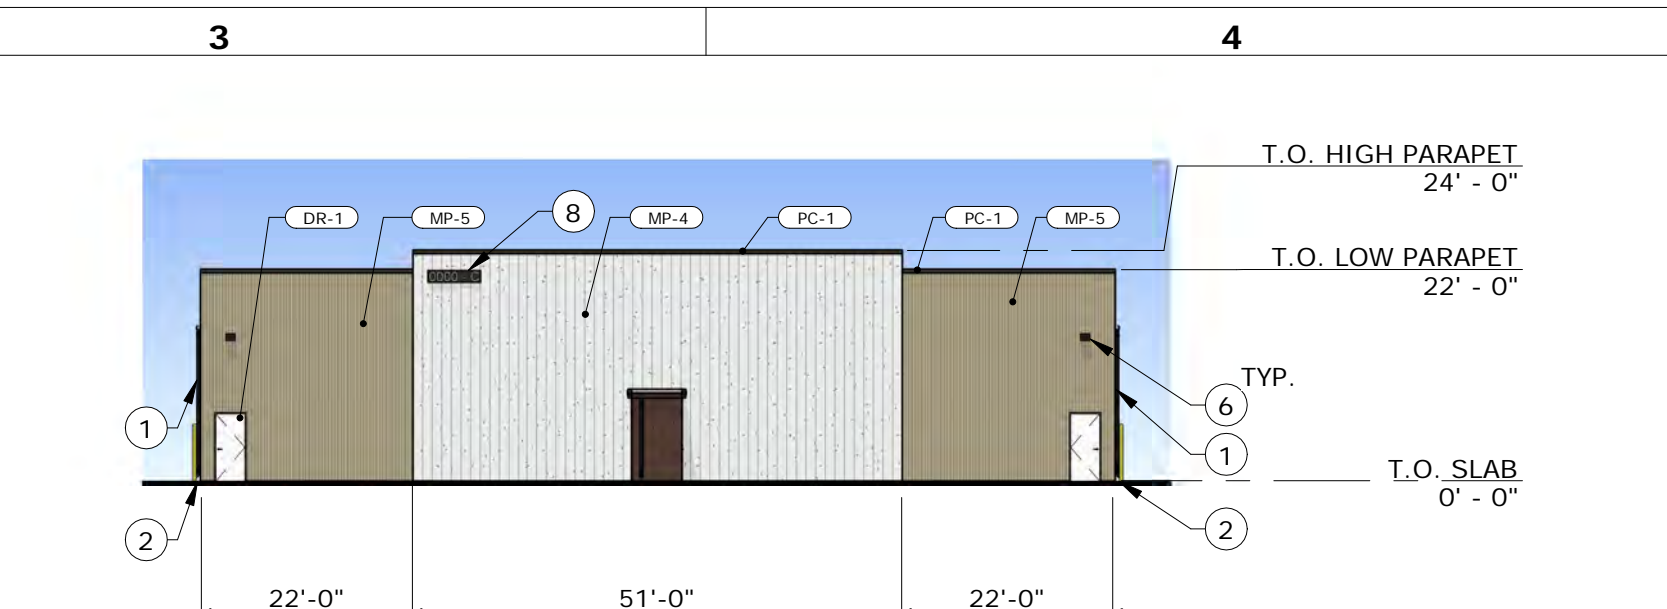 3 4
T.O. HIGH PARAPET
24' - 0"
DR-1 MP-5 8 MP-4 PC-1 PC-1 MP-5
T.O. LOW PARAPET
22' - 0"
TYP.
6
1
1
T.O. SLAB
0' - 0"
2
2
22'-0" 51'-0" 22'-0"